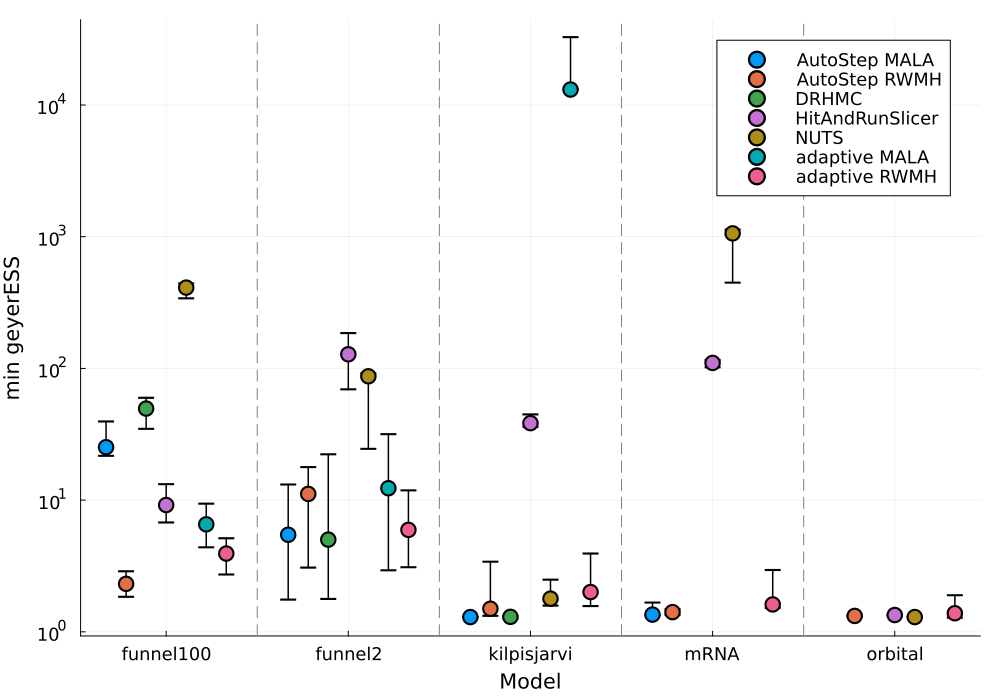 min geyerESS
10^4
10^3
10^2
10^1
10^0
AutoStep MALA
AutoStep RWMH
DRHMC
HitAndRunSlicer
NUTS
adaptive MALA
adaptive RWMH
funnel100 funnel2 kilpisjarvi mRNA orbital
Model